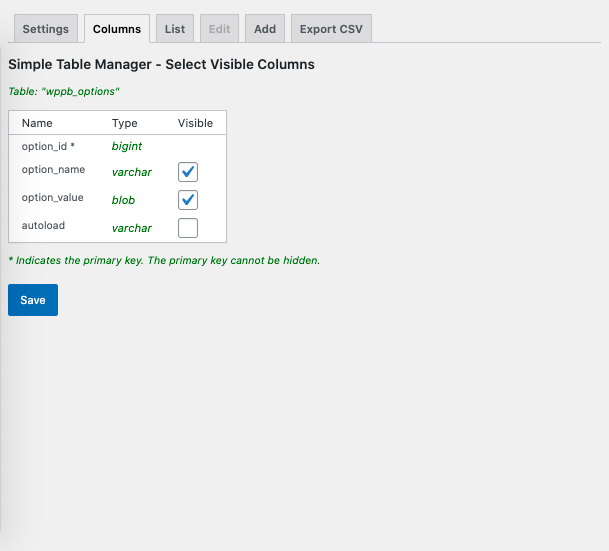 Settings Columns List Edit Add Export CSV
Simple Table Manager - Select Visible Columns
Table: "wppb_options"
Name Type Visible
option_id * bigint
option_name varchar
option_value blob
autoload varchar
* Indicates the primary key. The primary key cannot be hidden.
Save